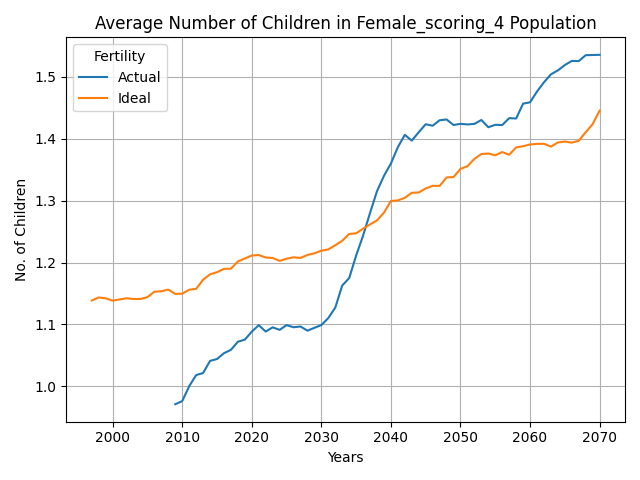 Average Number of Children in Female_scoring_4 Population
Fertility
Actual
Ideal
No. of Children
1.5
1.4
1.3
1.2
1.1
1.0
2000 2010 2020 2030 2040 2050 2060 2070
Years